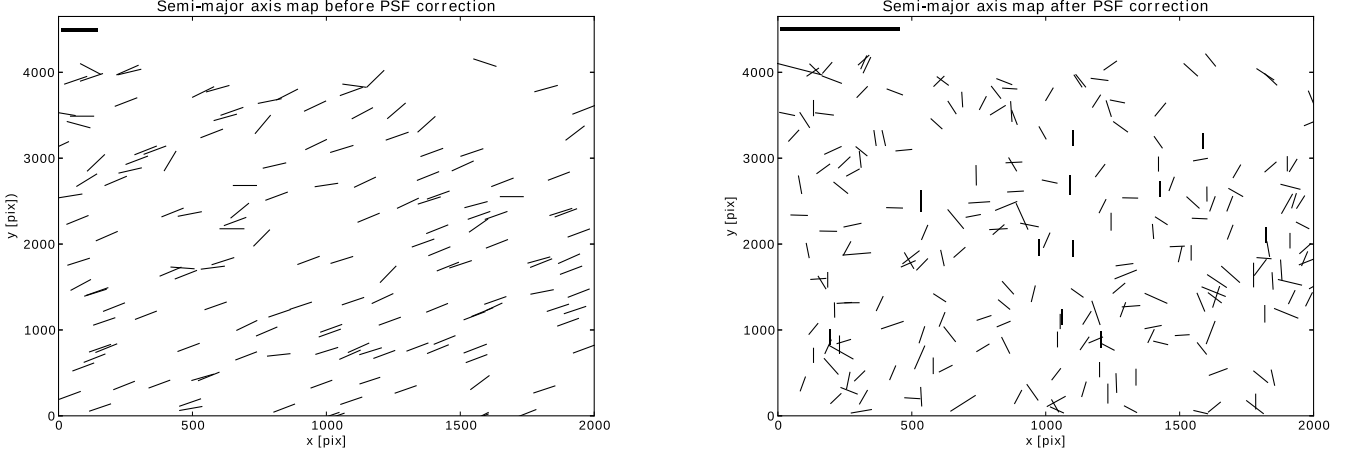 Semi-major axis map before PSF correction
4000
3000
2000
1000
0
y [pix])
0 500 1000 1500 2000
x [pix]
Semi-major axis map after PSF correction
4000
3000
2000
1000
0
y [pix]
0 500 1000 1500 2000
x [pix]